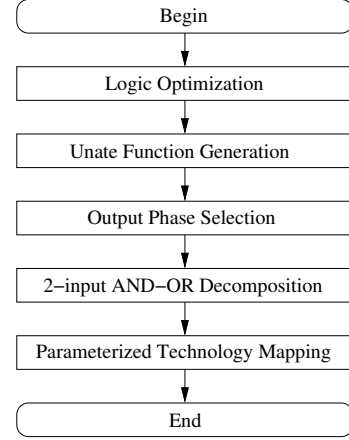 Begin
Logic Optimization
Unate Function Generation
Output Phase Selection
2−input AND−OR Decomposition
Parameterized Technology Mapping
End